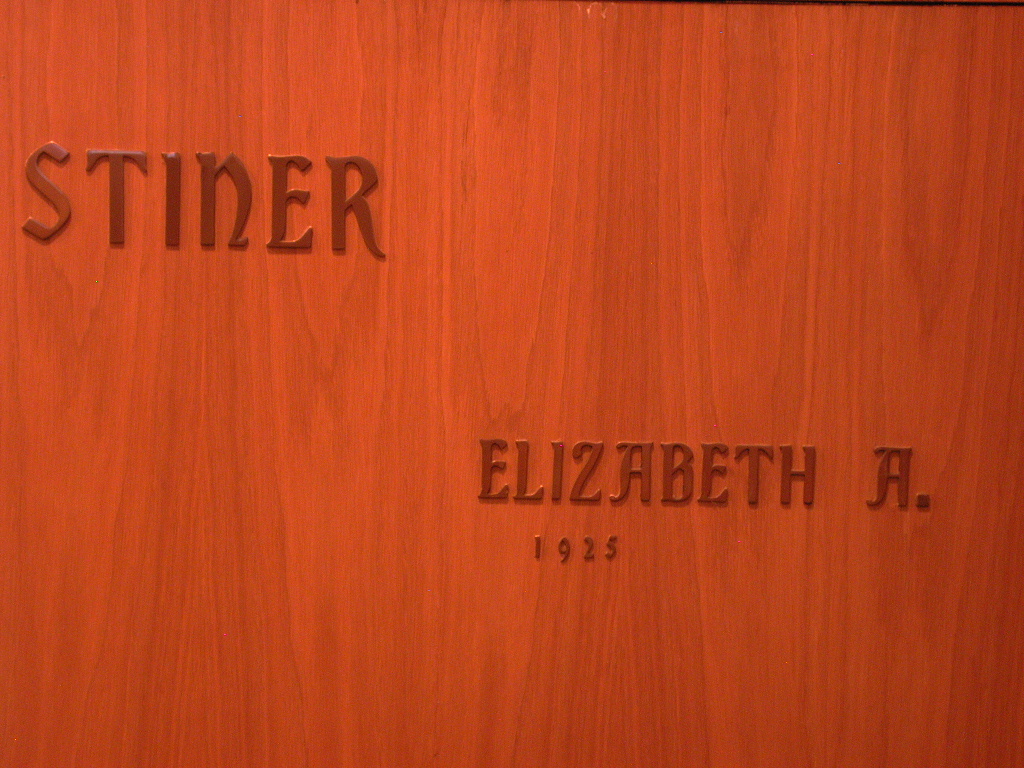 STINER
ELIZABETH A.
1925